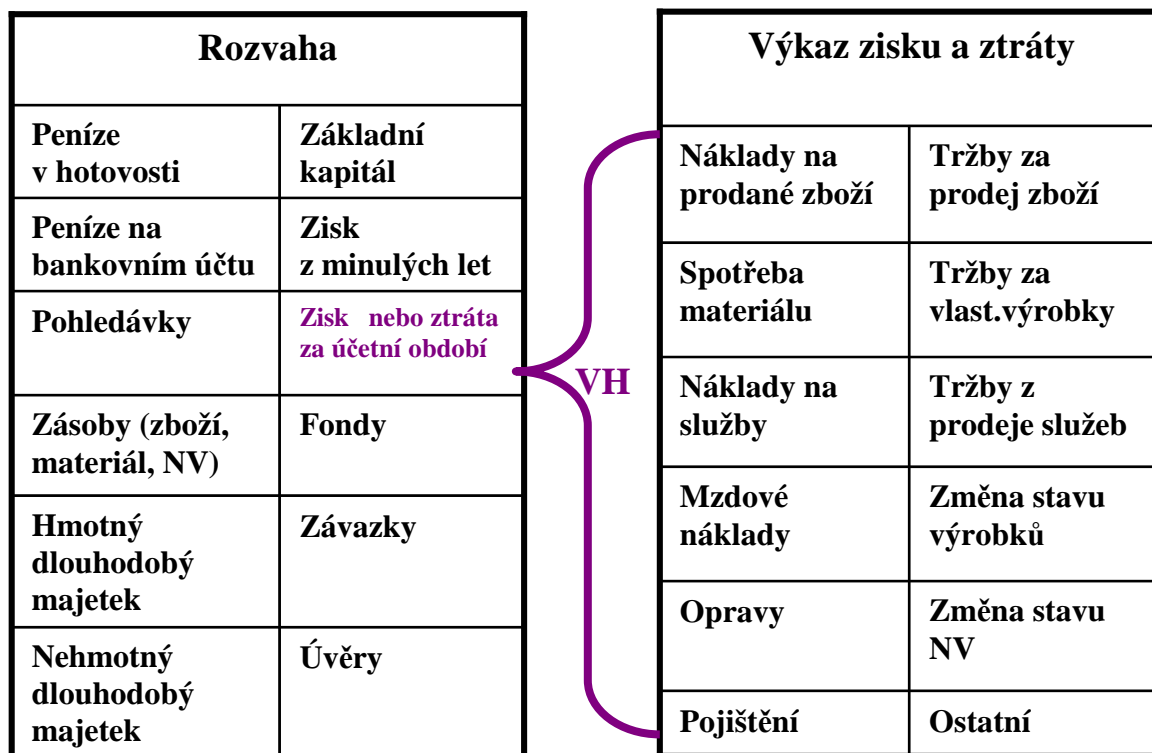 Rozvaha
Peníze
v hotovosti
Základní
kapitál
Peníze na
bankovním účtu
Zisk
z minulých let
Pohledávky
Zisk nebo ztráta
za účetní období
Zásoby (zboží,
materiál, NV)
Fondy
Hmotný
dlouhodobý
majetek
Závazky
Nehmotný
dlouhodobý
majetek
Úvěry
VH
Výkaz zisku a ztráty
Náklady na
prodané zboží
Tržby za
prodej zboží
Spotřeba
materiálu
Tržby za
vlast.výrobky
Náklady na
služby
Tržby z
prodeje služeb
Mzdové
náklady
Změna stavu
výrobků
Opravy
Změna stavu
NV
Pojištění
Ostatní